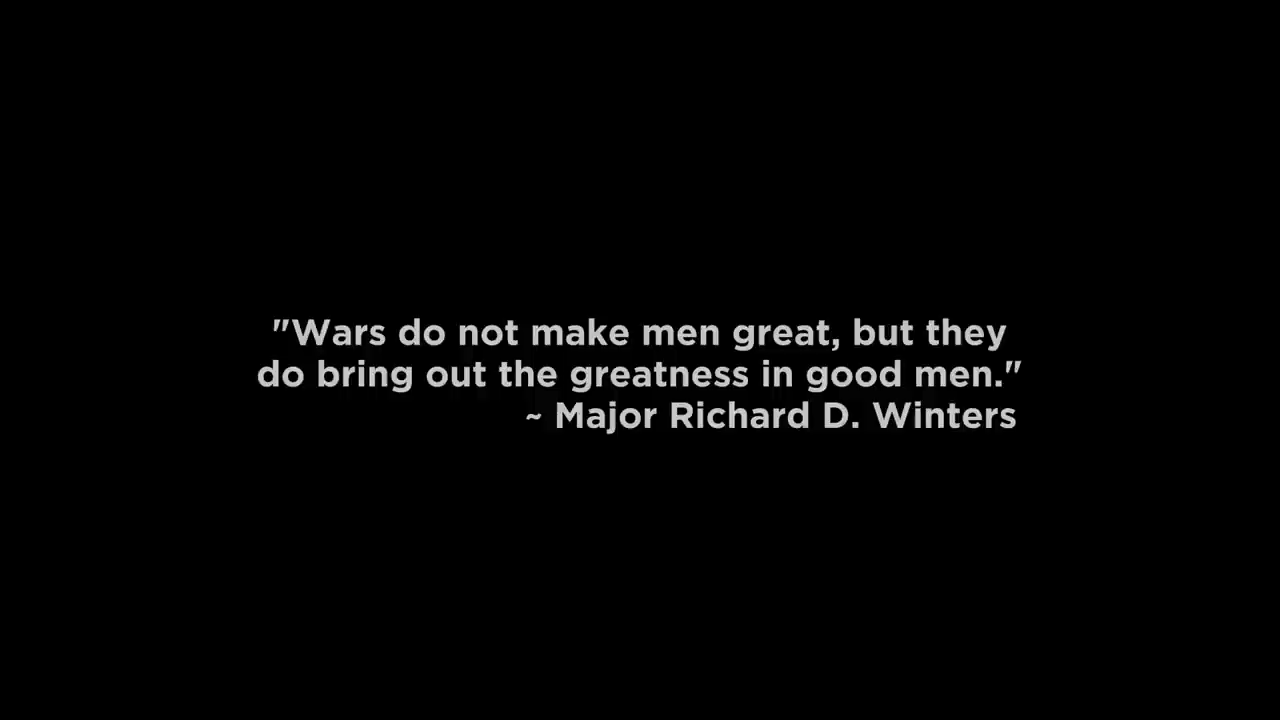 "Wars do not make men great, but they
do bring out the greatness in good men."
~ Major Richard D. Winters